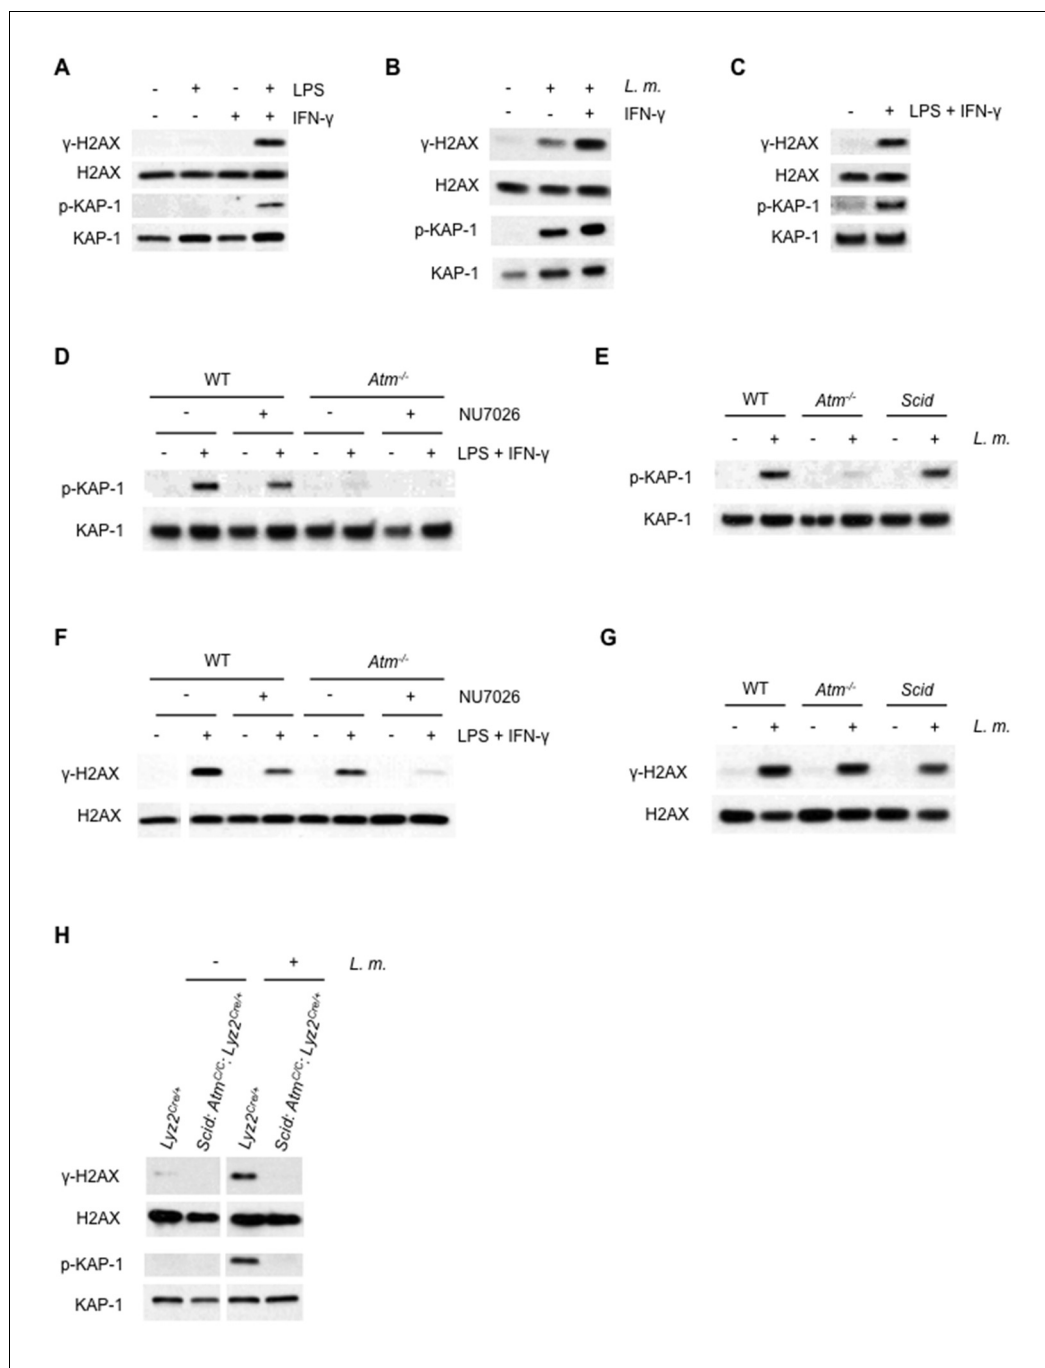 A
- + - + LPS
- - + + IFN-γ
γ-H2AX
H2AX
p-KAP-1
KAP-1
B
- + + L. m.
- - + IFN-γ
γ-H2AX
H2AX
p-KAP-1
KAP-1
C
- + LPS + IFN-γ
γ-H2AX
H2AX
p-KAP-1
KAP-1
D
WT Atm-/-
- + - + NU7026
- + - + - + - + LPS + IFN-γ
p-KAP-1
KAP-1
E
WT Atm-/- Scid
- + - + - + L. m.
p-KAP-1
KAP-1
F
WT Atm-/-
- + - + NU7026
- + - + - + - + LPS + IFN-γ
γ-H2AX
H2AX
G
WT Atm-/- Scid
- + - + - + L. m.
γ-H2AX
H2AX
H
- + L. m.
Lyz2Cre/+
Scid: AtmC/C: Lyz2Cre/+
Lyz2Cre/+
Scid: AtmC/C: Lyz2Cre/+
γ-H2AX
H2AX
p-KAP-1
KAP-1